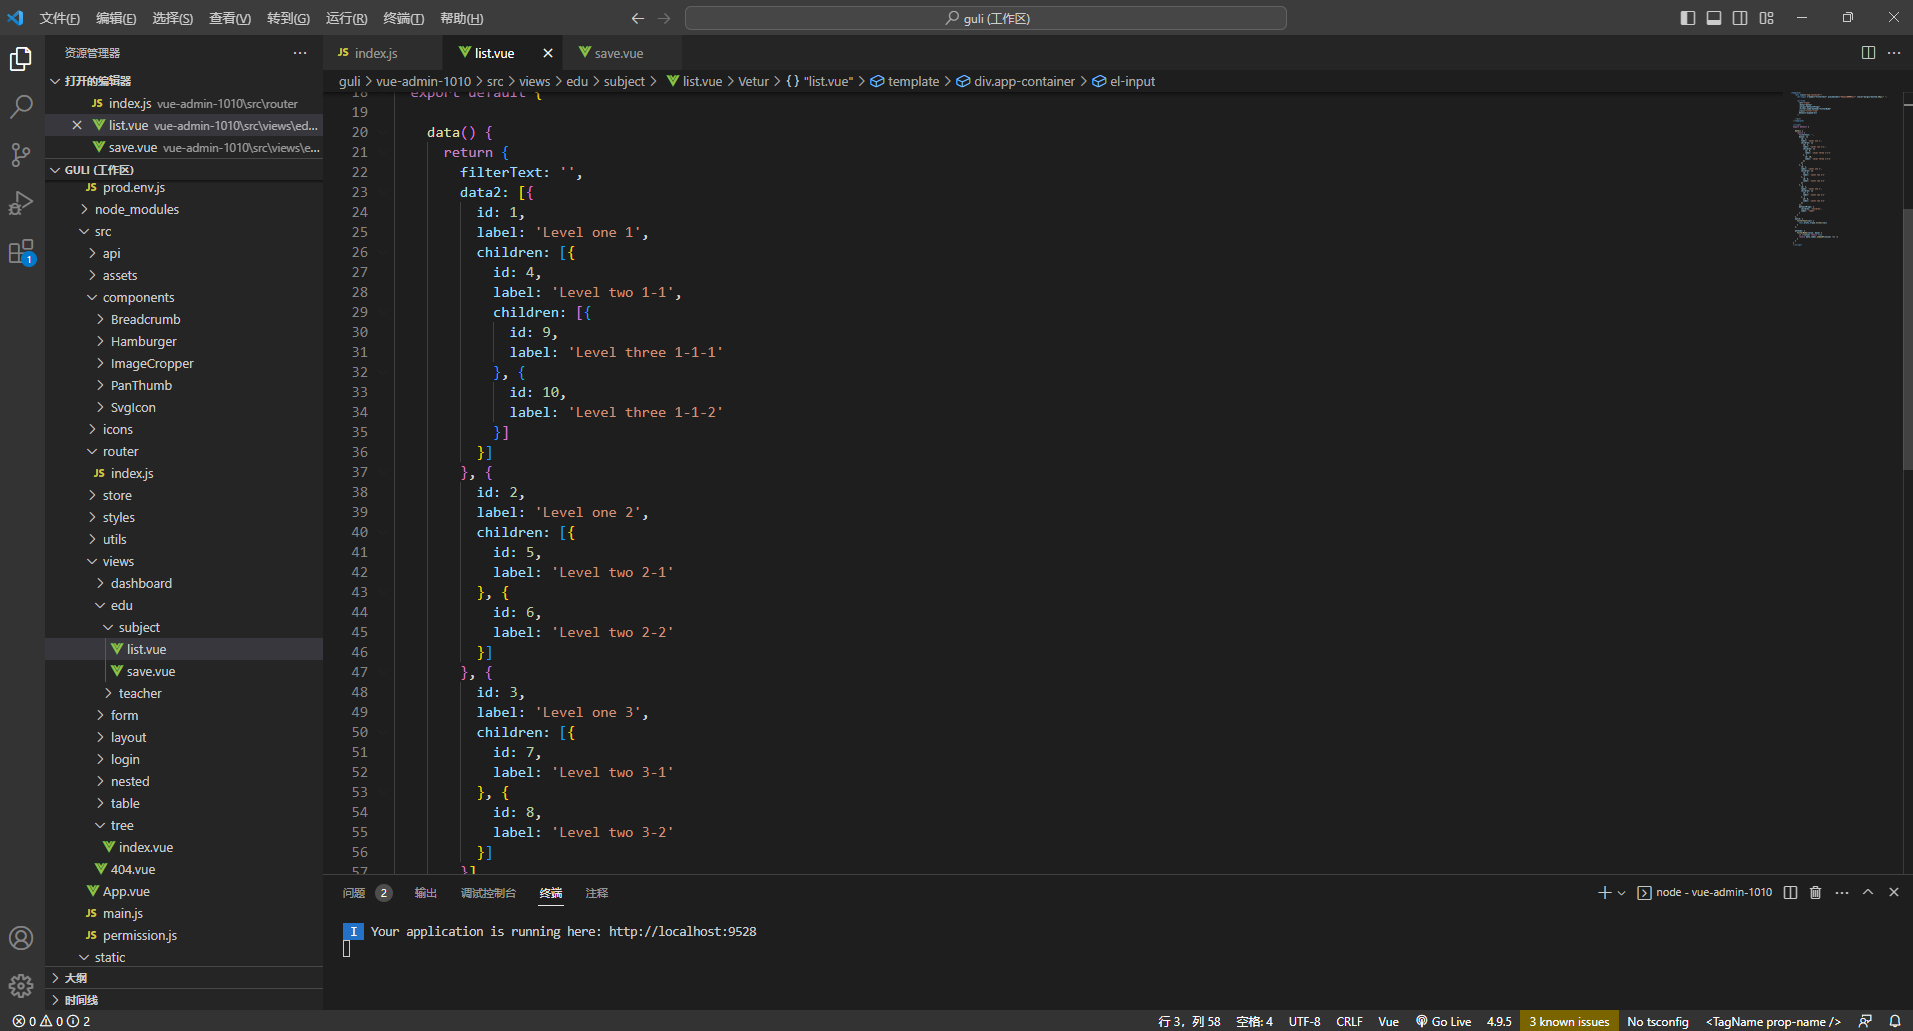 文件(F) 编辑(E) 选择(S) 查看(V) 转到(G) 运行(R) 终端(T) 帮助(H)
guli (工作区)
资源管理器
打开的编辑器
JS index.js vue-admin-1010\src\router
list.vue vue-admin-1010\src\views\ed...
save.vue vue-admin-1010\src\views\e...
GULI (工作区)
JS prod.env.js
node_modules
src
api
assets
components
Breadcrumb
Hamburger
ImageCropper
PanThumb
SvgIcon
icons
router
JS index.js
store
styles
utils
views
dashboard
edu
subject
list.vue
save.vue
teacher
form
layout
login
nested
table
tree
index.vue
404.vue
App.vue
JS main.js
JS permission.js
static
大纲
时间线
1
JS index.js list.vue save.vue
guli > vue-admin-1010 > src > views > edu > subject > list.vue > Vetur > {} "list.vue" > template > div.app-container > el-input
18 export default {
19
20 data() {
21 return {
22 filterText: '',
23 data2: [{
24 id: 1,
25 label: 'Level one 1',
26 children: [{
27 id: 4,
28 label: 'Level two 1-1',
29 children: [{
30 id: 9,
31 label: 'Level three 1-1-1'
32 }, {
33 id: 10,
34 label: 'Level three 1-1-2'
35 }]
36 }]
37 }, {
38 id: 2,
39 label: 'Level one 2',
40 children: [{
41 id: 5,
42 label: 'Level two 2-1'
43 }, {
44 id: 6,
45 label: 'Level two 2-2'
46 }]
47 }, {
48 id: 3,
49 label: 'Level one 3',
50 children: [{
51 id: 7,
52 label: 'Level two 3-1'
53 }, {
54 id: 8,
55 label: 'Level two 3-2'
56 }]
57 }]
问题 2 输出 调试控制台 终端 注释
node - vue-admin-1010
I Your application is running here: http://localhost:9528
0 0 2
行 3，列 58 空格: 4 UTF-8 CRLF Vue Go Live 4.9.5 3 known issues No tsconfig <TagName prop-name />